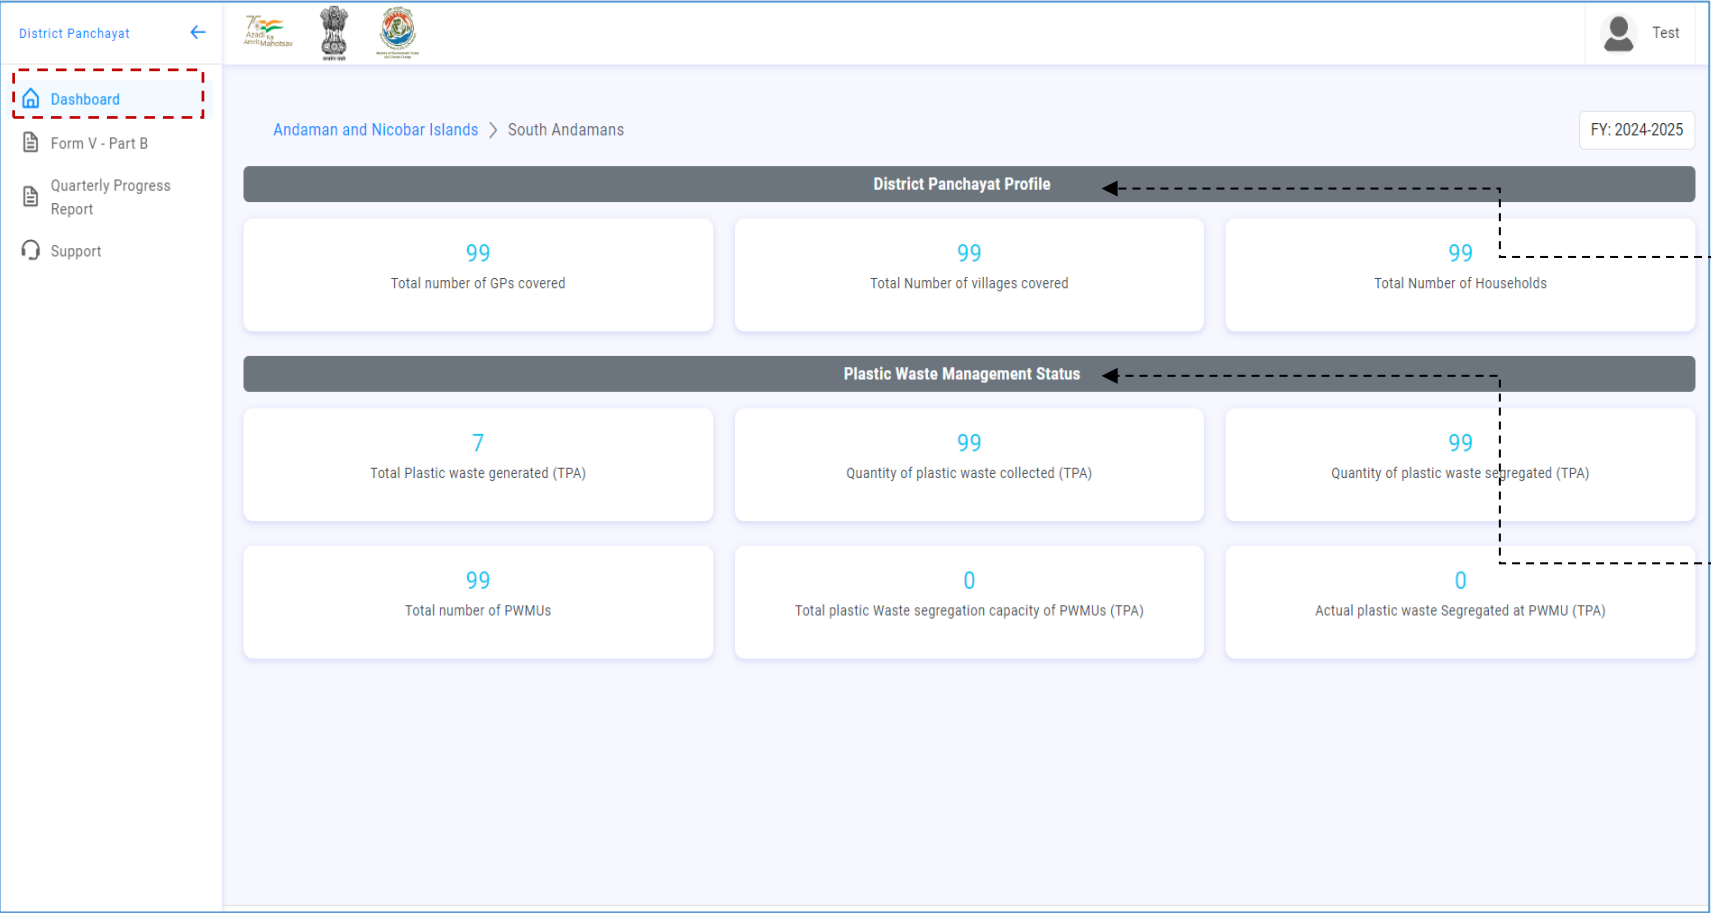 District Panchayat
Azadi Ka
Amrit Mahotsav
Test
Dashboard
Form V - Part B
Quarterly Progress
Report
Support
Andaman and Nicobar Islands > South Andamans
FY: 2024-2025
District Panchayat Profile
99
Total number of GPs covered
99
Total Number of villages covered
99
Total Number of Households
Plastic Waste Management Status
7
Total Plastic waste generated (TPA)
99
Quantity of plastic waste collected (TPA)
99
Quantity of plastic waste segregated (TPA)
99
Total number of PWMUs
0
Total plastic Waste segregation capacity of PWMUs (TPA)
0
Actual plastic waste Segregated at PWMU (TPA)